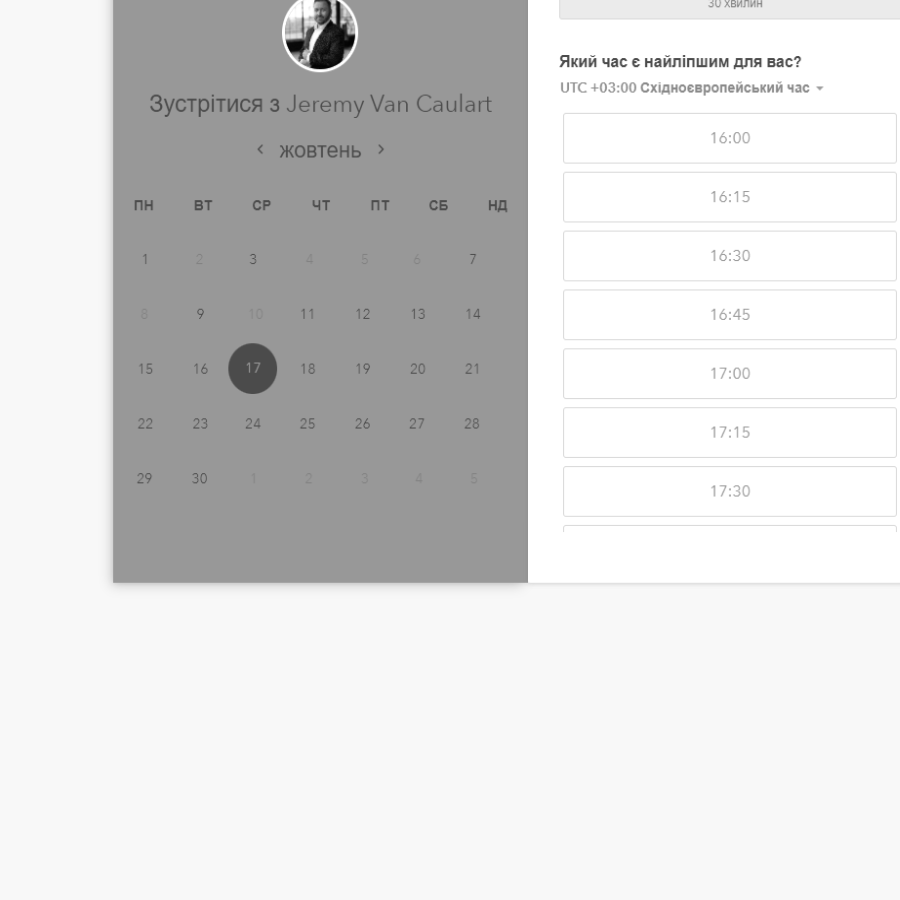 Зустрітися з Jeremy Van Caulart
жовтень
ПН ВТ СР ЧТ ПТ СБ НД
1 2 3 4 5 6 7
8 9 10 11 12 13 14
15 16 17 18 19 20 21
22 23 24 25 26 27 28
29 30 1 2 3 4 5
30 хвилин
Який час є найліпшим для вас?
UTC +03:00 Східноєвропейський час
16:00
16:15
16:30
16:45
17:00
17:15
17:30